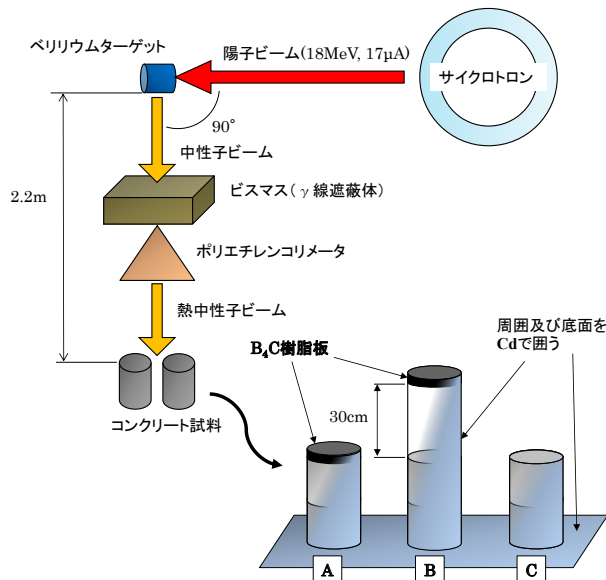 ベリリウムターゲット
陽子ビーム(18MeV, 17μA)
サイクロトロン
90°
中性子ビーム
2.2m
ビスマス(γ線遮蔽体)
ポリエチレンコリメータ
熱中性子ビーム
周囲及び底面を
Cdで囲う
B₄C樹脂板
30cm
コンクリート試料
A
B
C